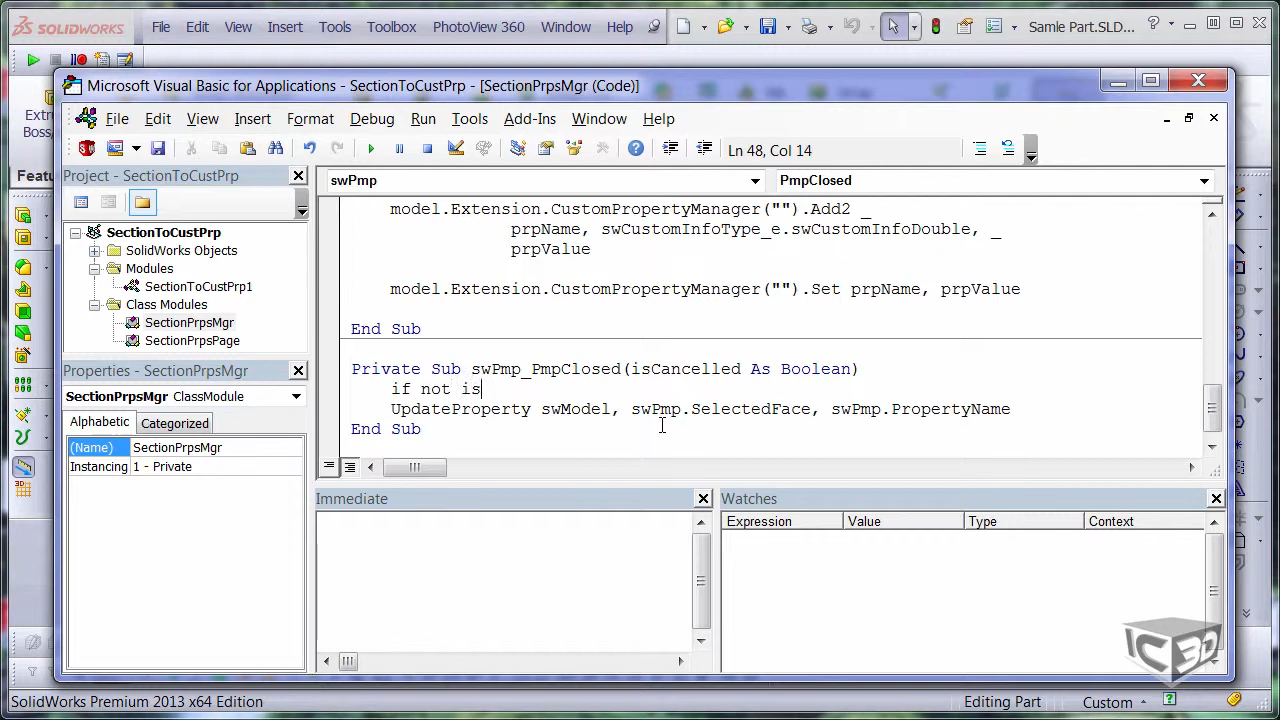 SOLIDWORKS File Edit View Insert Tools Toolbox PhotoView 360 Window Help Samle Part.SLD...
Microsoft Visual Basic for Applications - SectionToCustPrp - [SectionPrpsMgr (Code)]
File Edit View Insert Format Debug Run Tools Add-Ins Window Help
Ln 48, Col 14
Extr
Boss/
Featu
Project - SectionToCustPrp
SectionToCustPrp
SolidWorks Objects
Modules
SectionToCustPrp1
Class Modules
SectionPrpsMgr
SectionPrpsPage
Properties - SectionPrpsMgr
SectionPrpsMgr ClassModule
Alphabetic Categorized
(Name) SectionPrpsMgr
Instancing 1 - Private
swPmp PmpClosed
model.Extension.CustomPropertyManager("").Add2 _
prpName, swCustomInfoType_e.swCustomInfoDouble, _
prpValue
model.Extension.CustomPropertyManager("").Set prpName, prpValue
End Sub
Private Sub swPmp_PmpClosed(isCancelled As Boolean)
if not is
UpdateProperty swModel, swPmp.SelectedFace, swPmp.PropertyName
End Sub
Immediate
Watches
Expression Value Type Context
IC3D
SolidWorks Premium 2013 x64 Edition Editing Part Custom